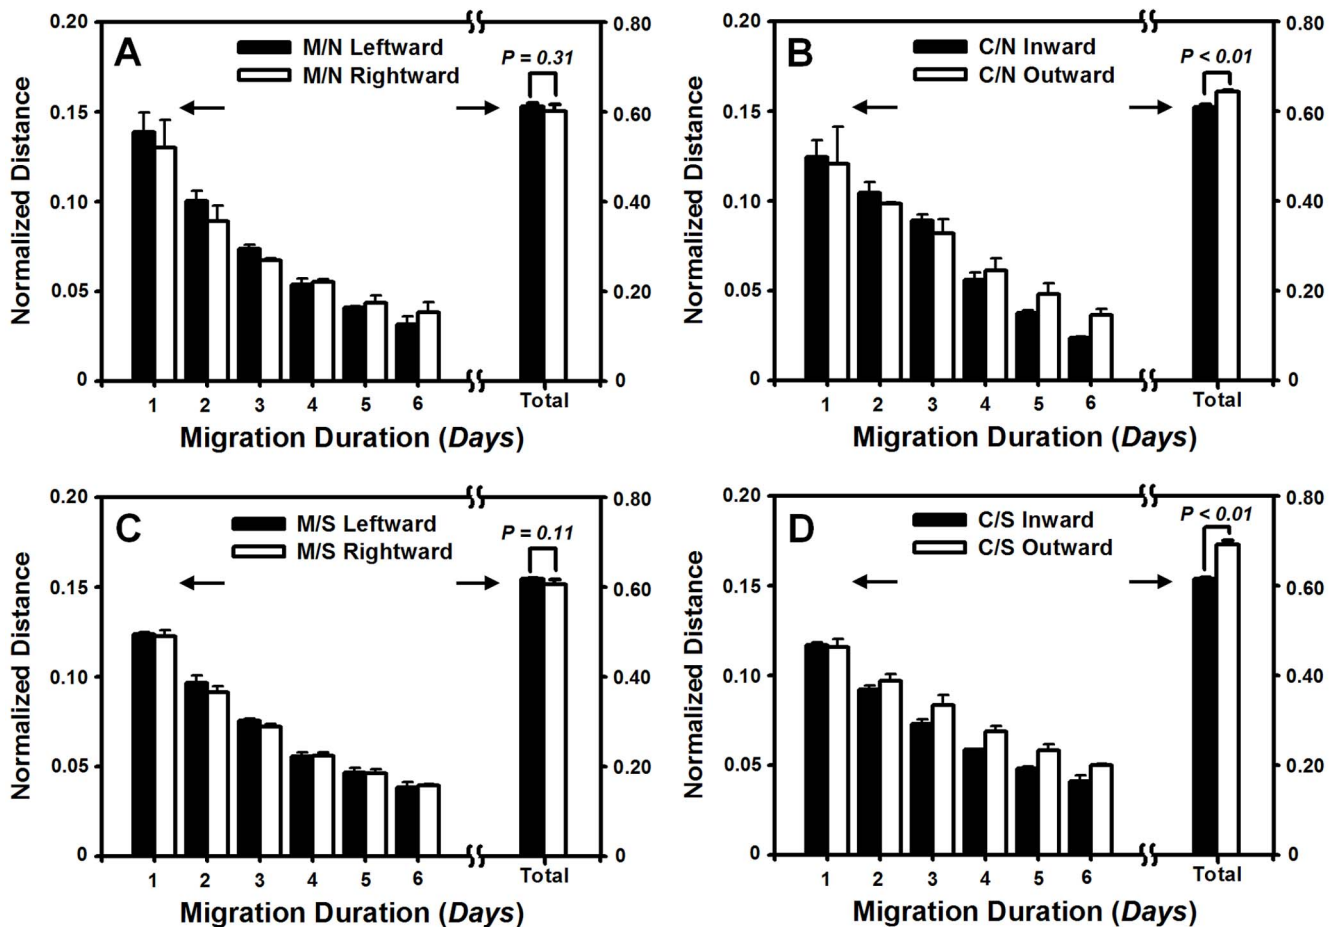 A
M/N Leftward
M/N Rightward
P = 0.31
0.20
0.15
0.10
0.05
0
0.80
0.60
0.40
0.20
0
Normalized Distance
1 2 3 4 5 6 Total
Migration Duration (Days)
B
C/N Inward
C/N Outward
P < 0.01
0.20
0.15
0.10
0.05
0
0.80
0.60
0.40
0.20
0
Normalized Distance
1 2 3 4 5 6 Total
Migration Duration (Days)
C
M/S Leftward
M/S Rightward
P = 0.11
0.20
0.15
0.10
0.05
0
0.80
0.60
0.40
0.20
0
Normalized Distance
1 2 3 4 5 6 Total
Migration Duration (Days)
D
C/S Inward
C/S Outward
P < 0.01
0.20
0.15
0.10
0.05
0
0.80
0.60
0.40
0.20
0
Normalized Distance
1 2 3 4 5 6 Total
Migration Duration (Days)